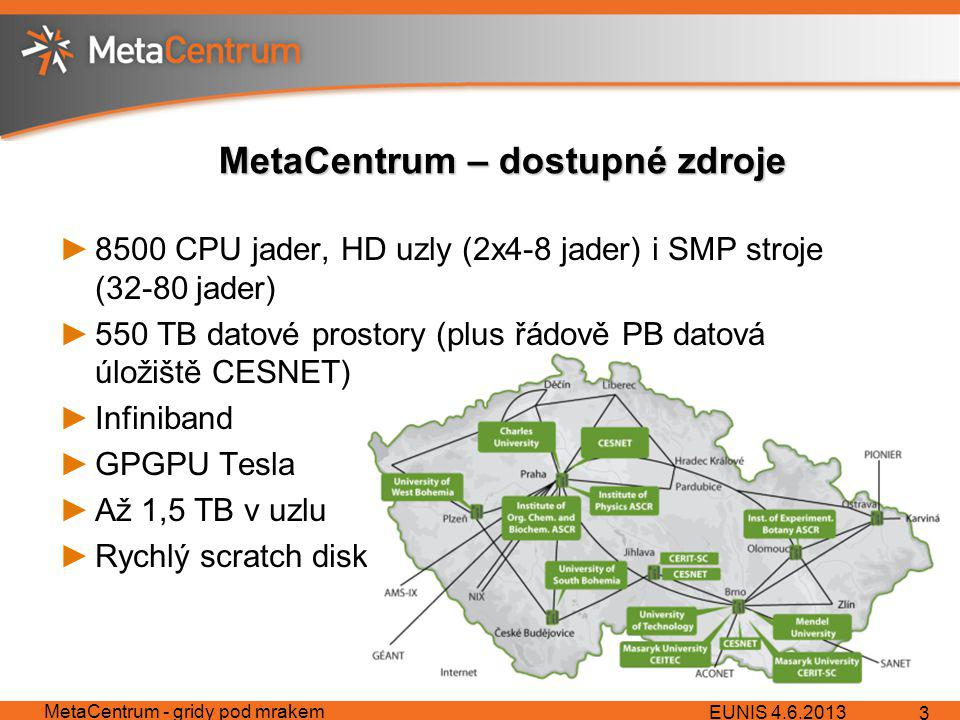 MetaCentrum
MetaCentrum – dostupné zdroje
►8500 CPU jader, HD uzly (2x4-8 jader) i SMP stroje
(32-80 jader)
►550 TB datové prostory (plus řádově PB datová
úložiště CESNET)
►Infiniband
►GPGPU Tesla
►Až 1,5 TB v uzlu
►Rychlý scratch disk
Děčín
Liberec
Charles
University
CESNET
Praha
Hradec Králové
Pardubice
PIONIER
University of
West Bohemia
Plzeň
Institute of
Physics ASCR
Institute of
Org. Chem. and
Biochem. ASCR
Inst. of Experiment.
Botany ASCR
Ostrava
Karviná
Olomouc
Jihlava
CERIT-SC
CESNET
University of
South Bohemia
AMS-IX
NIX
České Budějovice
Brno
Zlín
University
of Technology
Mendel
University
CESNET
Masaryk University
CEITEC
Masaryk University
CERIT-SC
GÉANT
Internet
ACONET
SANET
MetaCentrum - gridy pod mrakem
EUNIS 4.6.2013
3